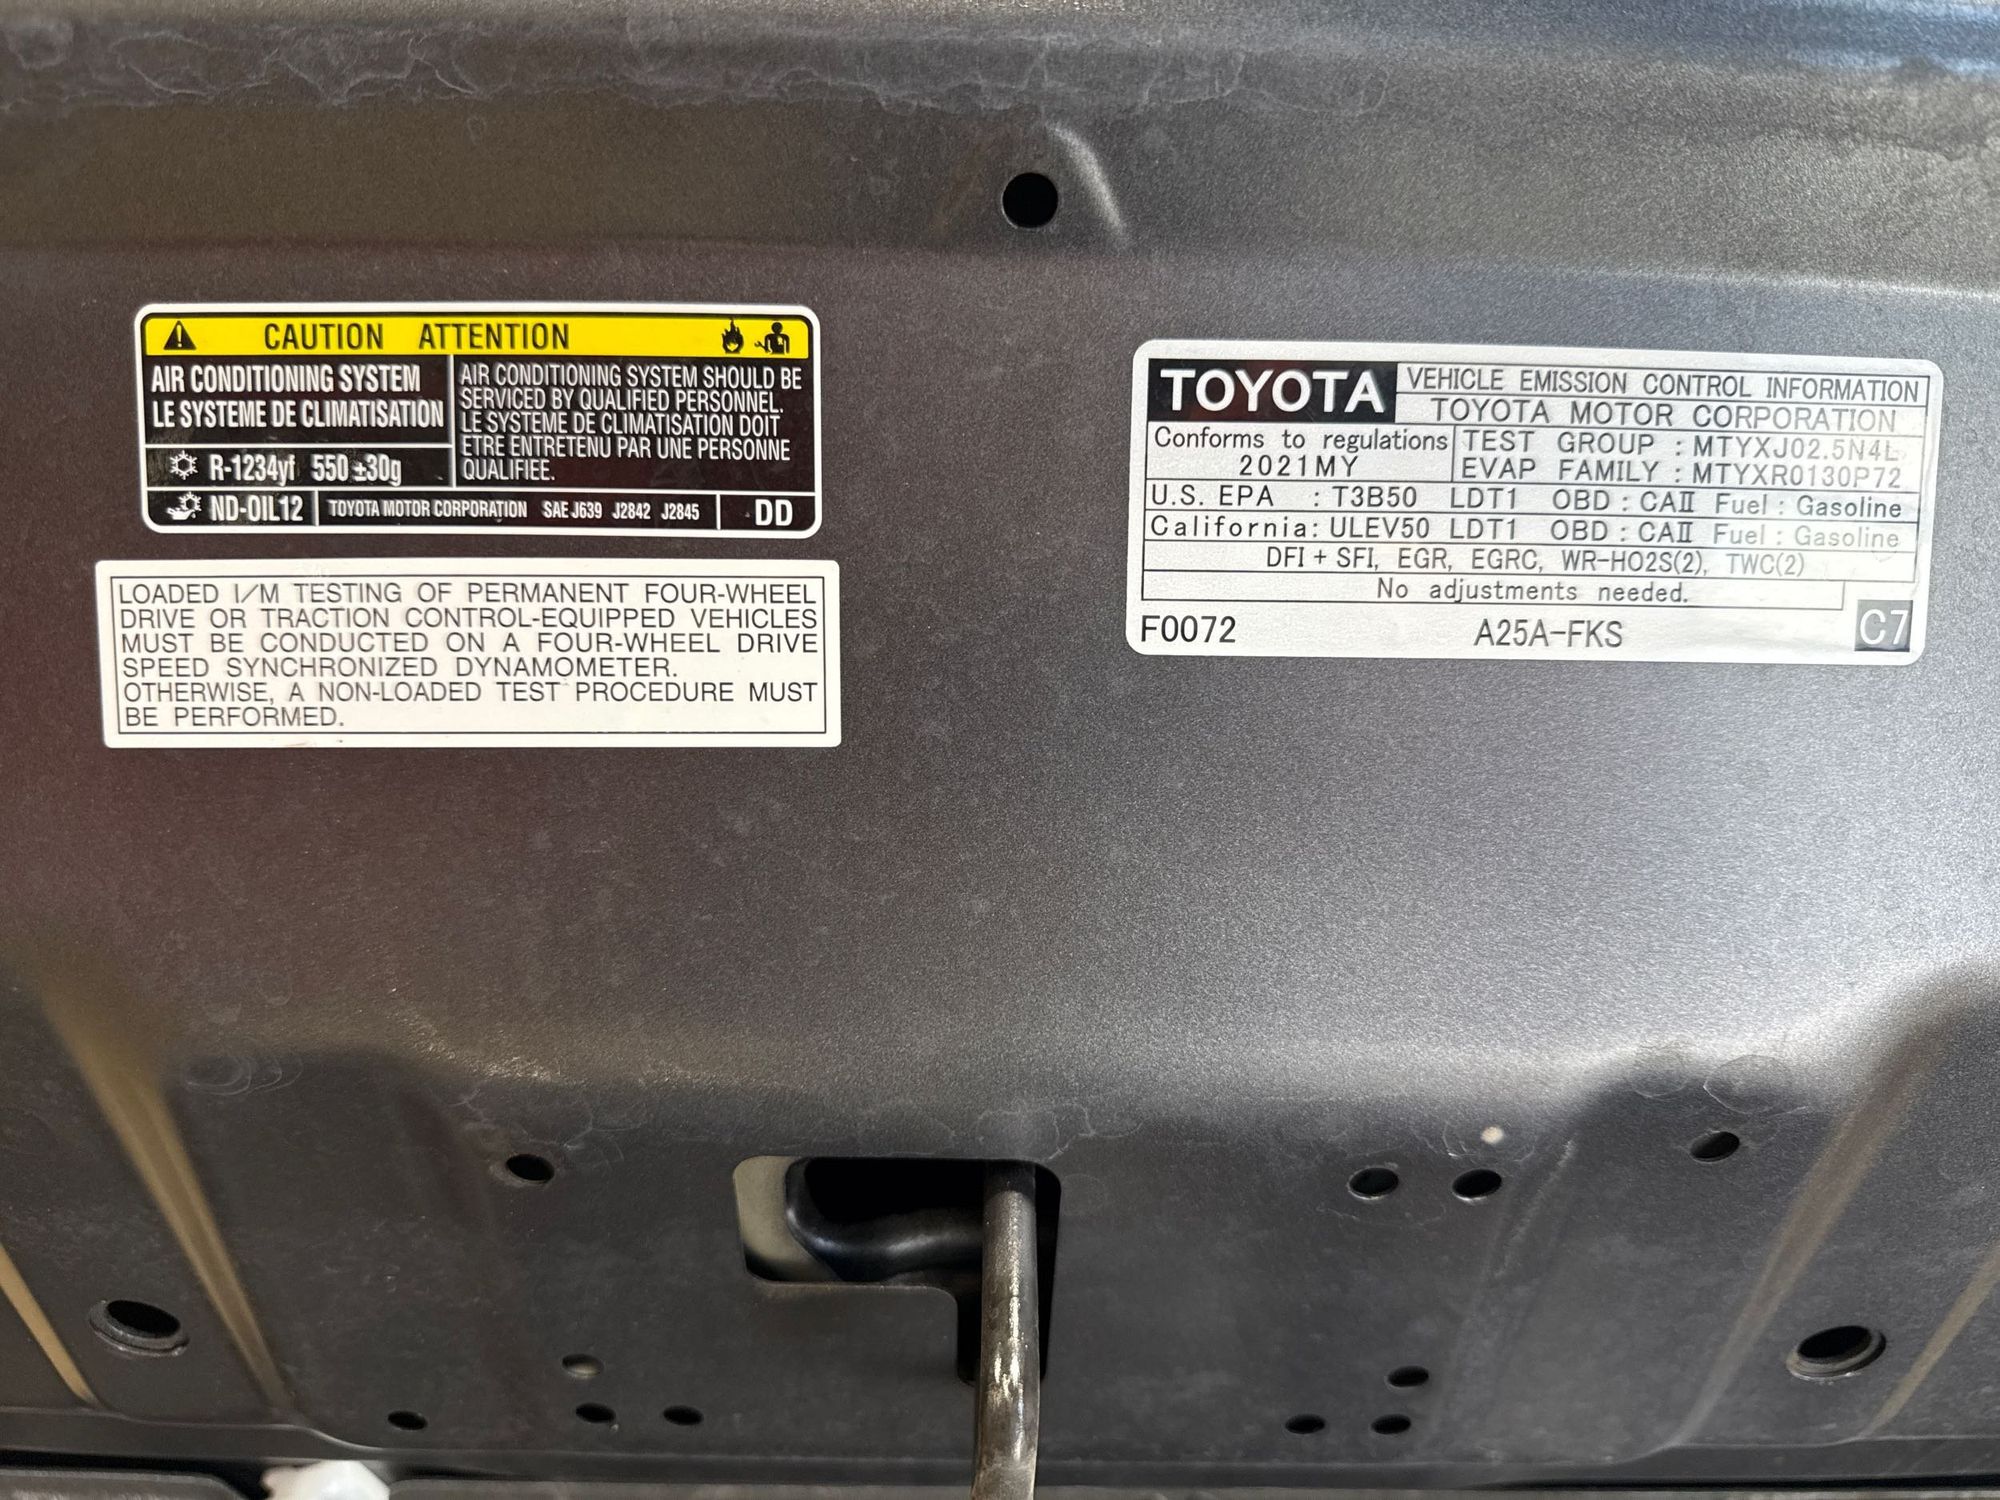 CAUTION ATTENTION
AIR CONDITIONING SYSTEM
LE SYSTEME DE CLIMATISATION
AIR CONDITIONING SYSTEM SHOULD BE
SERVICED BY QUALIFIED PERSONNEL.
LE SYSTEME DE CLIMATISATION DOIT
ETRE ENTRETENU PAR UNE PERSONNE
QUALIFIEE.
R-1234yf 550 ±30g
ND-OIL12 TOYOTA MOTOR CORPORATION SAE J639 J2842 J2845 DD
LOADED I/M TESTING OF PERMANENT FOUR-WHEEL
DRIVE OR TRACTION CONTROL-EQUIPPED VEHICLES
MUST BE CONDUCTED ON A FOUR-WHEEL DRIVE
SPEED SYNCHRONIZED DYNAMOMETER.
OTHERWISE, A NON-LOADED TEST PROCEDURE MUST
BE PERFORMED.
TOYOTA VEHICLE EMISSION CONTROL INFORMATION
TOYOTA MOTOR CORPORATION
Conforms to regulations
2021MY
TEST GROUP : MTYXJ02.5N4L
EVAP FAMILY : MTYXR0130P72
U.S. EPA : T3B50 LDT1 OBD : CAⅡ Fuel : Gasoline
California: ULEV50 LDT1 OBD : CAⅡ Fuel : Gasoline
DFI + SFI, EGR, EGRC, WR-HO2S(2), TWC(2)
No adjustments needed.
F0072 A25A-FKS C7